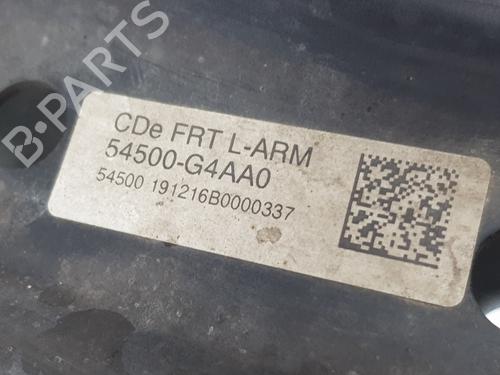 B-PARTS
CDe FRT L-ARM
54500-G4AA0
54500 191216B0000337